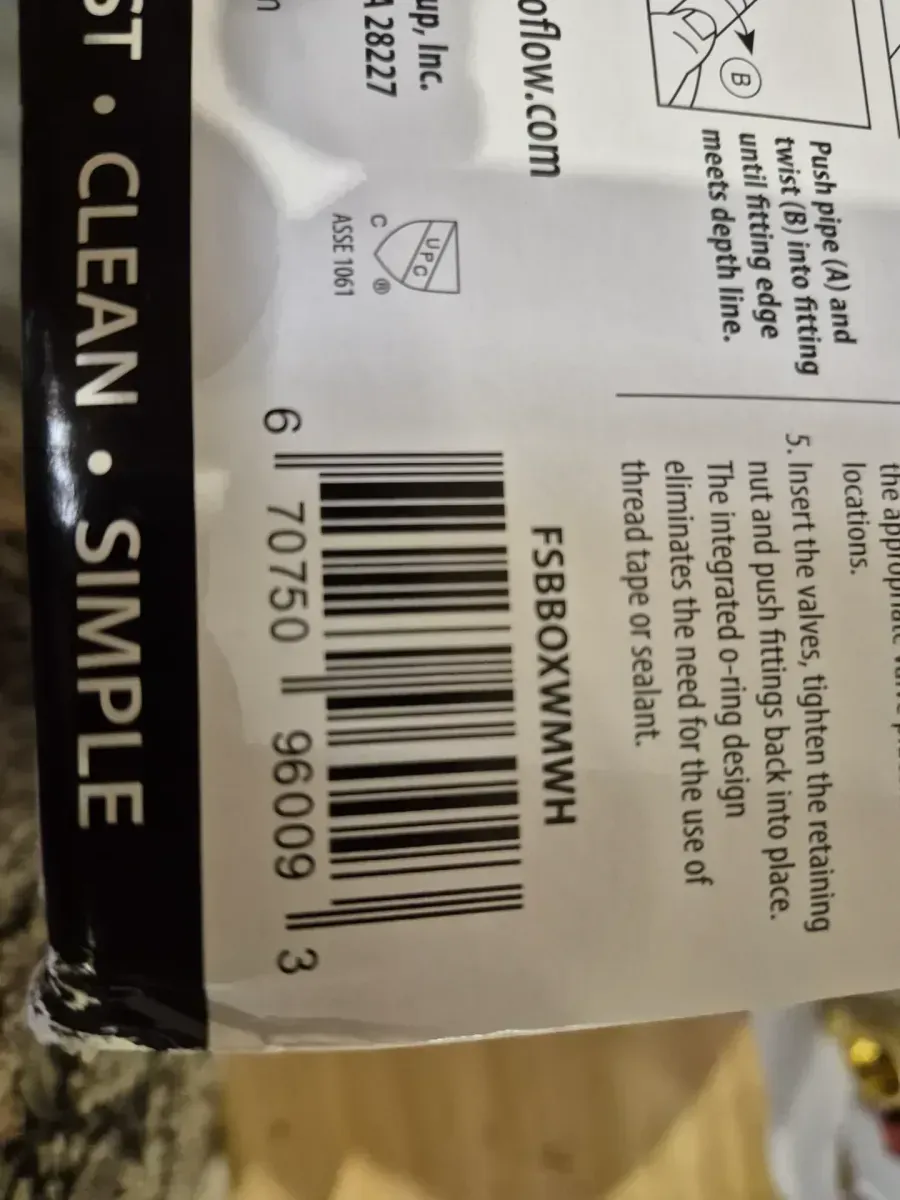 B
Push pipe (A) and
twist (B) into fitting
until fitting edge
meets depth line.
locations.
5. Insert the valves, tighten the retaining
nut and push fittings back into place.
The integrated o-ring design
eliminates the need for the use of
thread tape or sealant.
oflow.com
up, Inc.
A 28227
UPC
C ®
ASSE 1061
FSBBOXWMWH
6 70750 96009 3
ST • CLEAN • SIMPLE